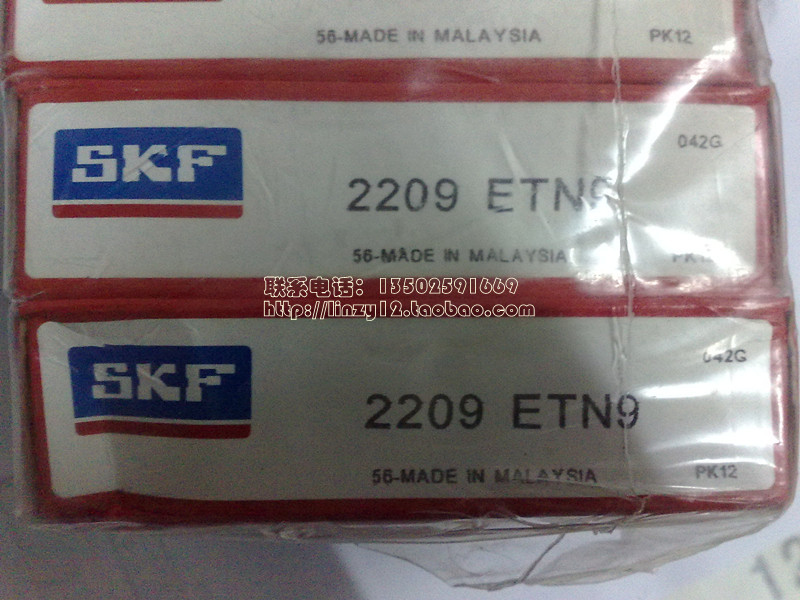 56-MADE IN MALAYSIA PK12
042G
SKF 2209 ETN9
56-MADE IN MALAYSIA PK12
联系电话：13502591669
http://linzy12.taobao.com
042G
SKF 2209 ETN9
56-MADE IN MALAYSIA PK12